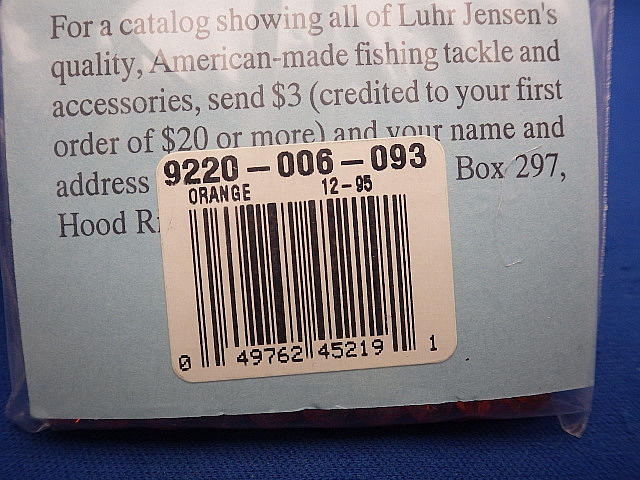 For a catalog showing all of Luhr Jensen's
quality, American-made fishing tackle and
accessories, send $3 (credited to your first
order of $20 or more) and your name and
address Box 297,
Hood
9220-006-093
ORANGE 12-95
0 49762 45219 1